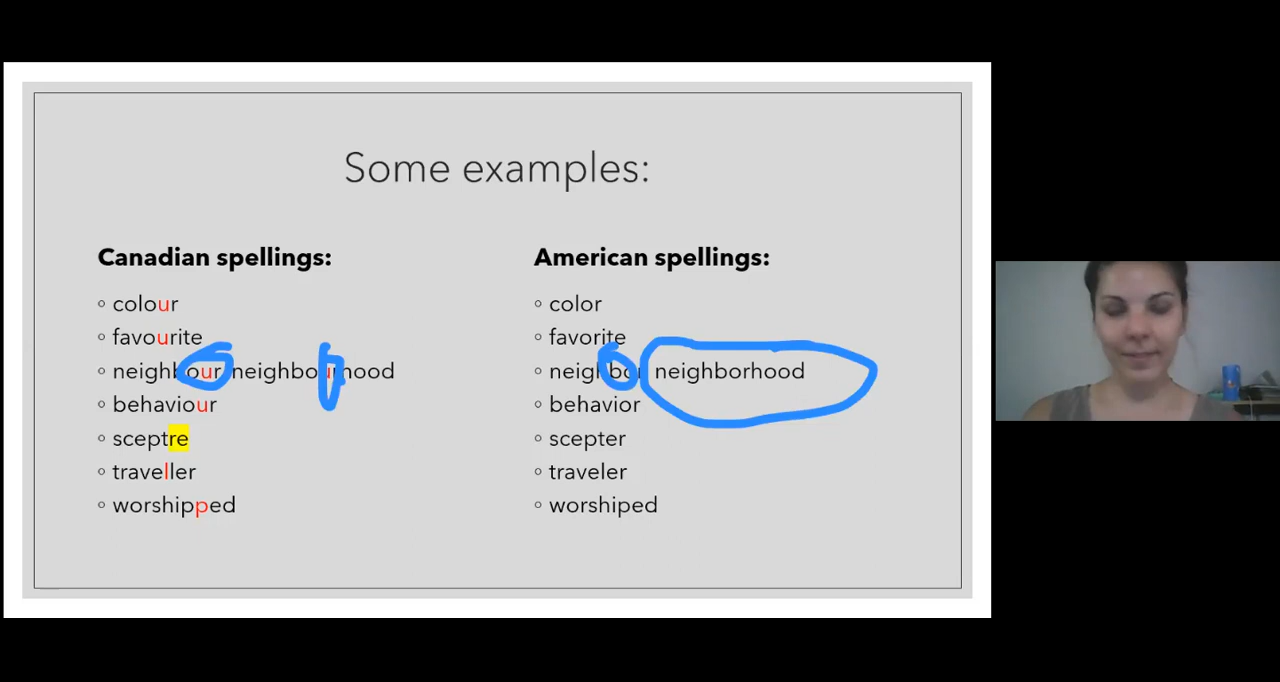 Some examples:
Canadian spellings:
colour
favourite
neighbour neighbourhood
behaviour
sceptre
traveller
worshipped
American spellings:
color
favorite
neighbor neighborhood
behavior
scepter
traveler
worshiped